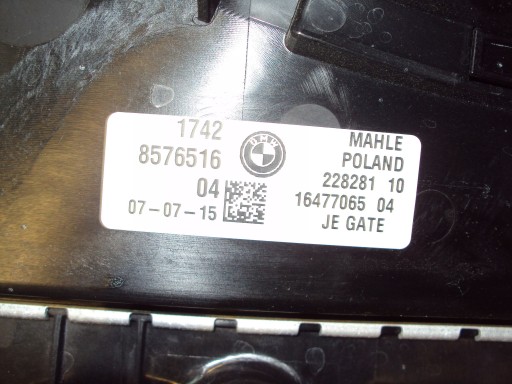 1742
8576516
04
07-07-15
BMW
MAHLE
POLAND
228281 10
16477065 04
JE GATE